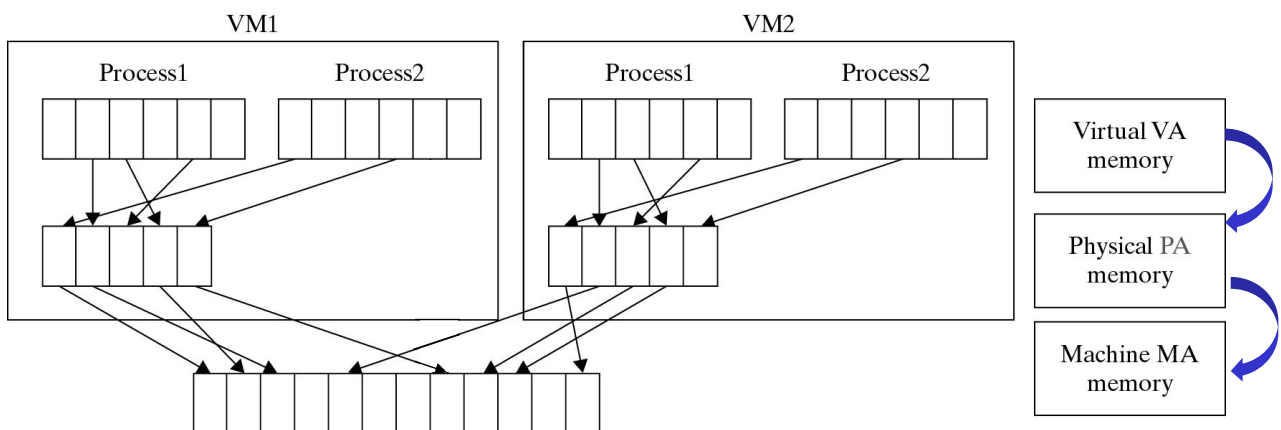 VM1
VM2
Process1
Process2
Process1
Process2
Virtual VA
memory
Physical PA
memory
Machine MA
memory